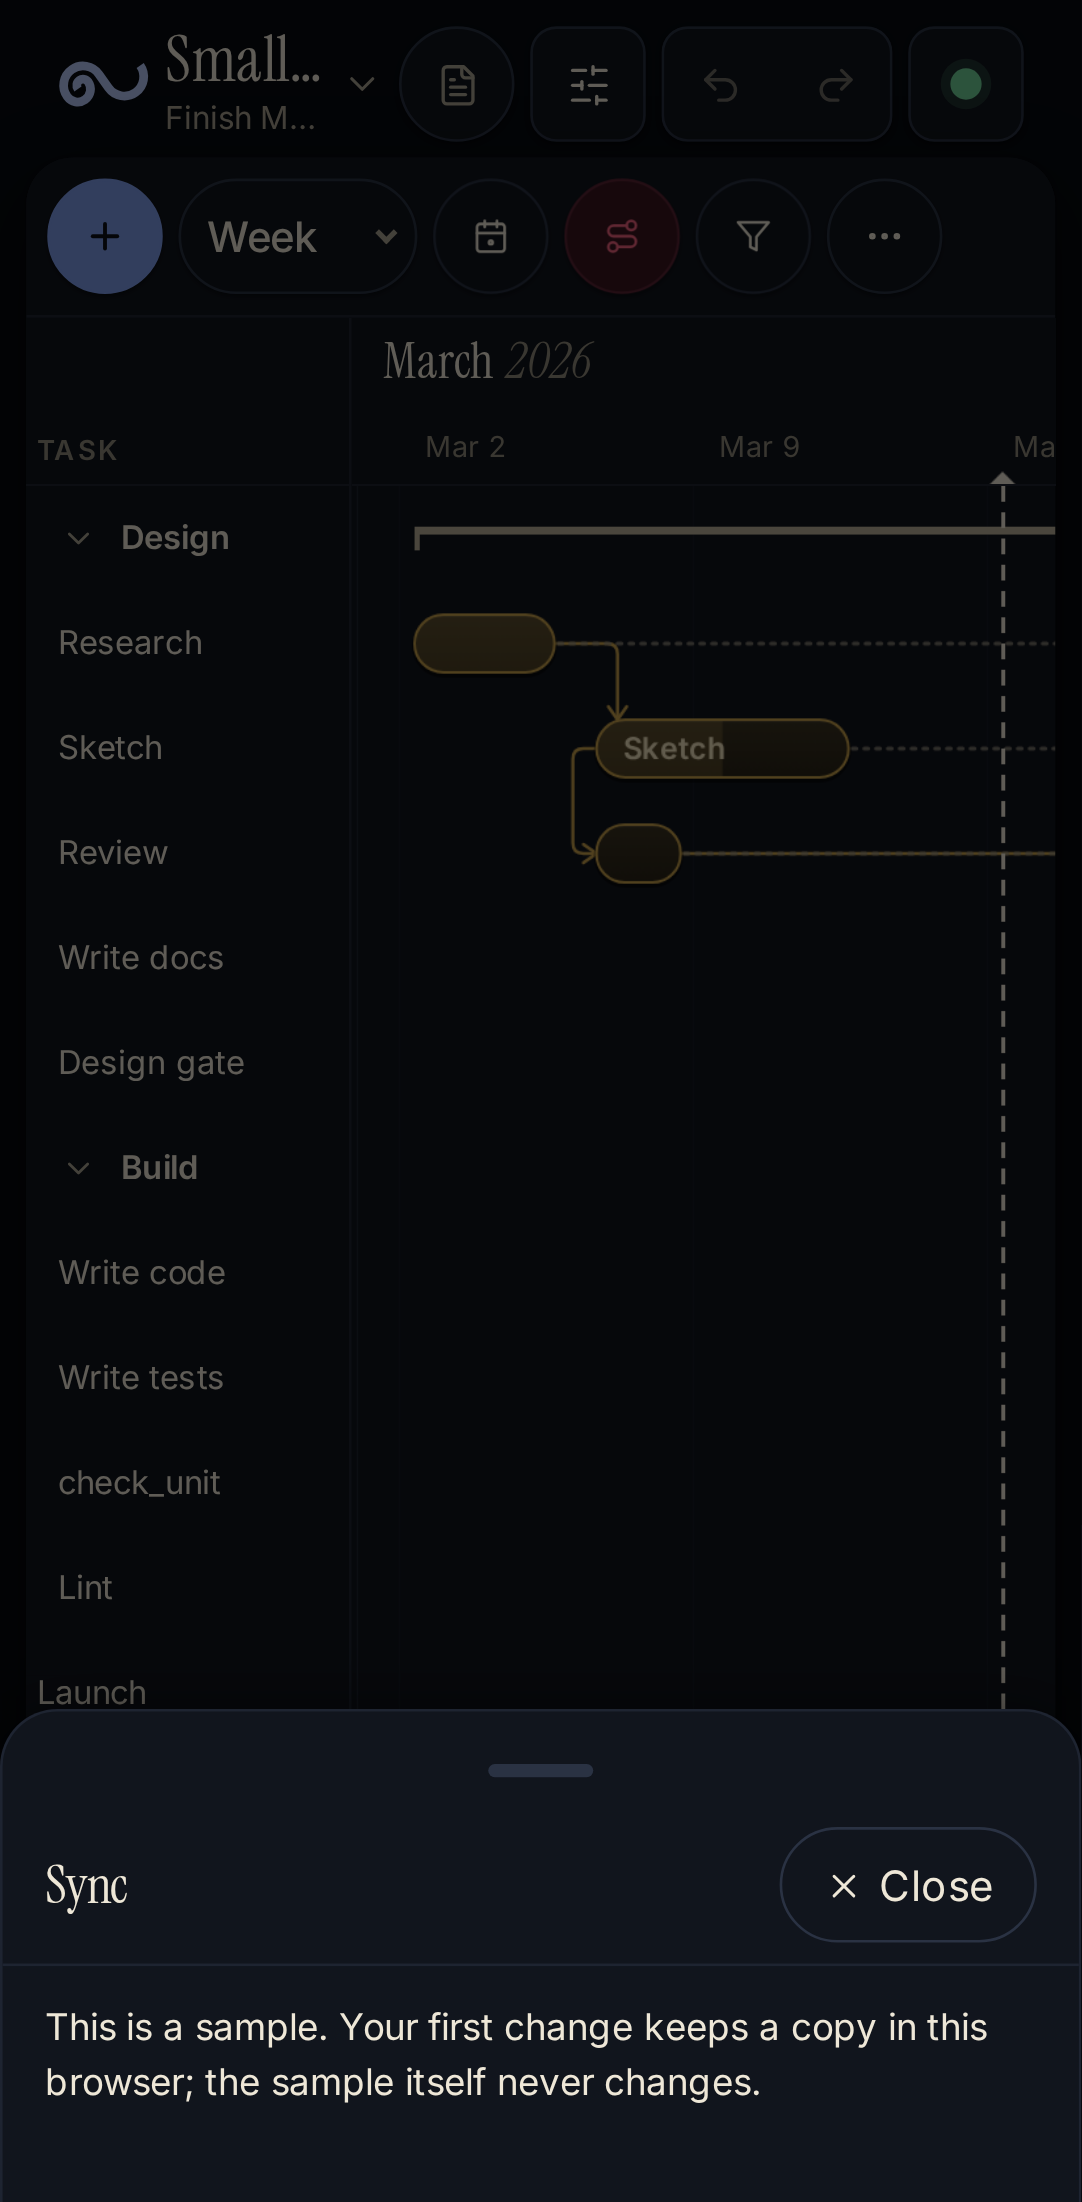 Small…
Finish M…
Week
March 2026
TASK
Mar 2
Mar 9
Ma
Design
Research
Sketch
Sketch
Review
Write docs
Design gate
Build
Write code
Write tests
check_unit
Lint
Launch
Sync
Close
This is a sample. Your first change keeps a copy in this
browser; the sample itself never changes.